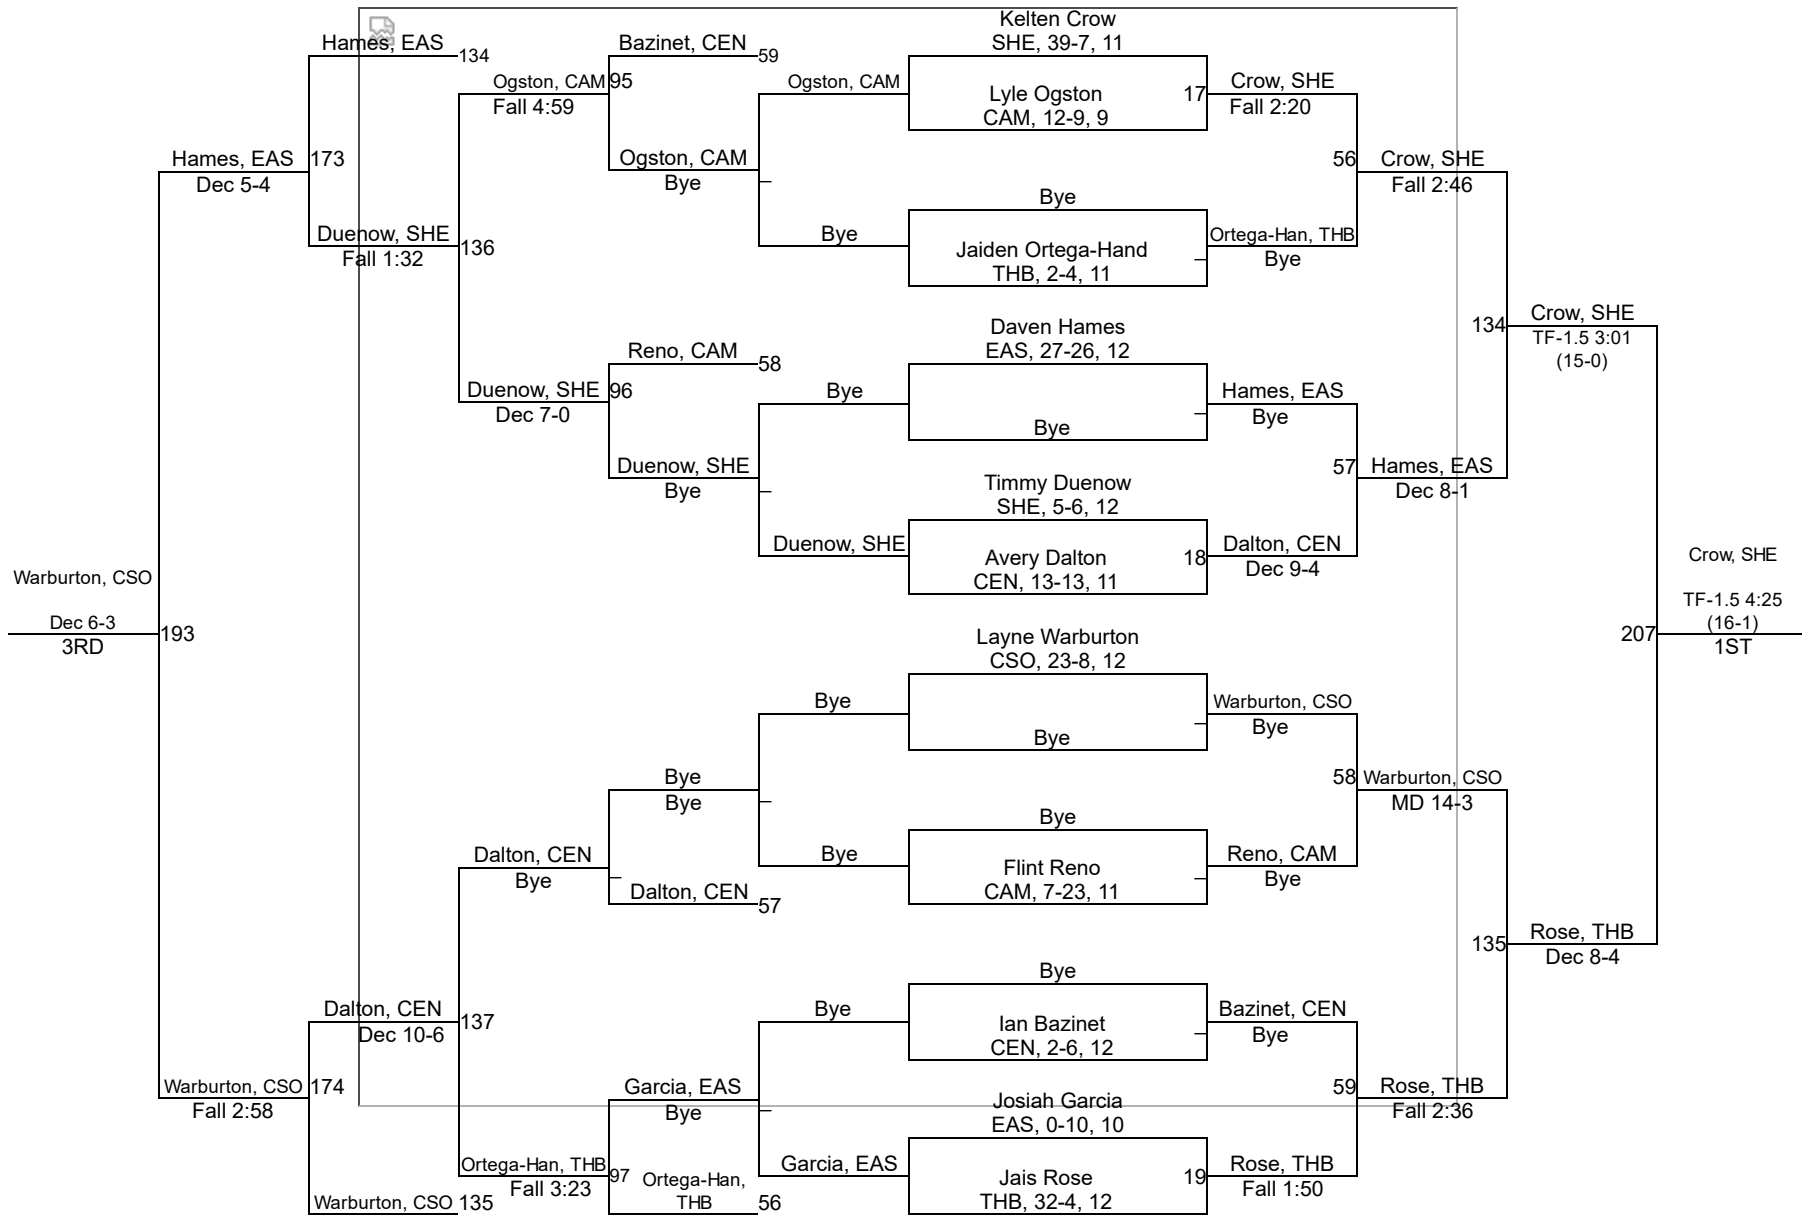 Kelten Crow
SHE, 39-7, 11
Hames, EAS
134
Bazinet, CEN
59
Ogston, CAM
95
Fall 4:59
Ogston, CAM
Lyle Ogston
CAM, 12-9, 9
17
Crow, SHE
Fall 2:20
Hames, EAS
173
Dec 5-4
Ogston, CAM
Bye
56
Crow, SHE
Fall 2:46
Bye
Duenow, SHE
136
Fall 1:32
Bye
Jaiden Ortega-Hand
THB, 2-4, 11
Ortega-Han, THB
Bye
Daven Hames
EAS, 27-26, 12
134
Crow, SHE
TF-1.5 3:01
(15-0)
Reno, CAM
58
Duenow, SHE
96
Dec 7-0
Bye
Bye
Hames, EAS
Bye
Duenow, SHE
Bye
57
Hames, EAS
Dec 8-1
Timmy Duenow
SHE, 5-6, 12
Duenow, SHE
Avery Dalton
CEN, 13-13, 11
18
Dalton, CEN
Dec 9-4
Warburton, CSO
Dec 6-3
3RD
193
Crow, SHE
TF-1.5 4:25
(16-1)
207
1ST
Layne Warburton
CSO, 23-8, 12
Bye
Bye
Warburton, CSO
Bye
Bye
Bye
58
Warburton, CSO
MD 14-3
Bye
Dalton, CEN
Bye
Bye
Flint Reno
CAM, 7-23, 11
Reno, CAM
Bye
Dalton, CEN
57
135
Rose, THB
Dec 8-4
Bye
Dalton, CEN
137
Dec 10-6
Bye
Ian Bazinet
CEN, 2-6, 12
Bazinet, CEN
Bye
Warburton, CSO
174
Fall 2:58
Garcia, EAS
Bye
Josiah Garcia
EAS, 0-10, 10
59
Rose, THB
Fall 2:36
Ortega-Han, THB
97
Fall 3:23
Garcia, EAS
Jais Rose
THB, 32-4, 12
19
Rose, THB
Fall 1:50
Warburton, CSO
135
Ortega-Han,
THB
56